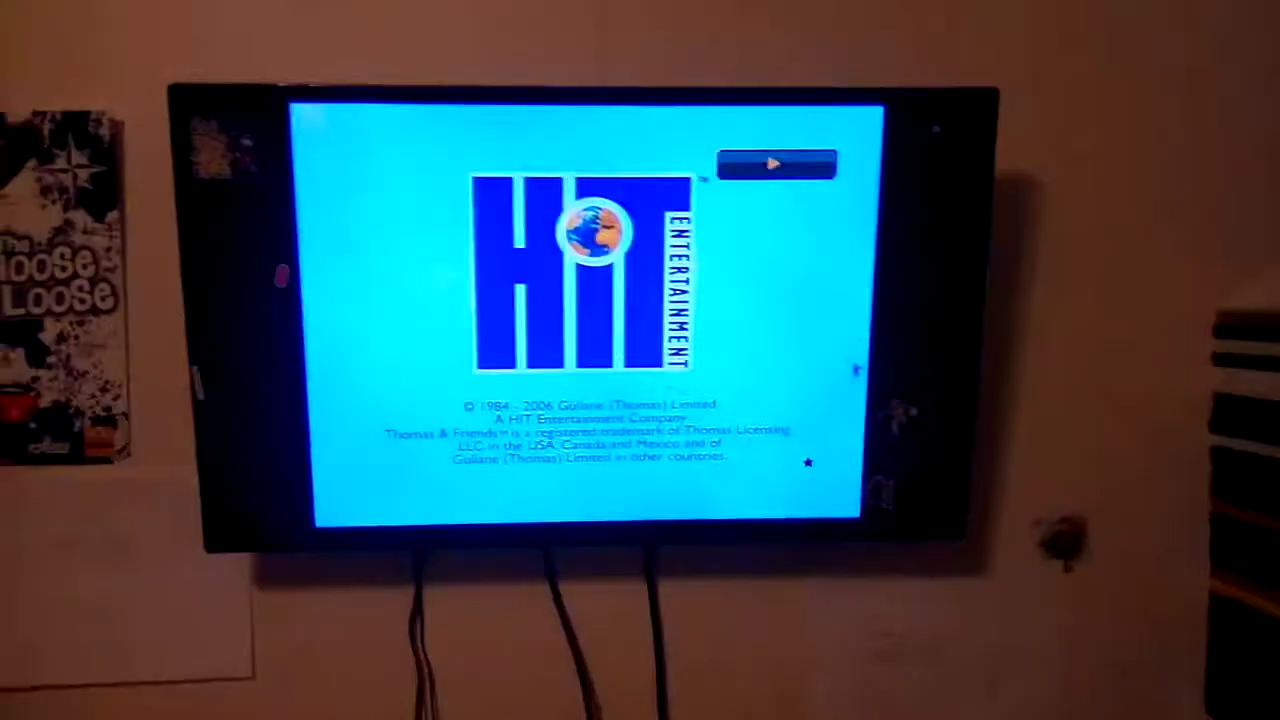 The
LOOSE
LOOSE
HiT
™
ENTERTAINMENT
© 1984 - 2006 Gullane (Thomas) Limited
A HIT Entertainment Company
Thomas & Friends™ is a registered trademark of Thomas Licensing,
LLC in the USA, Canada and Mexico and of
Gullane (Thomas) Limited in other countries.